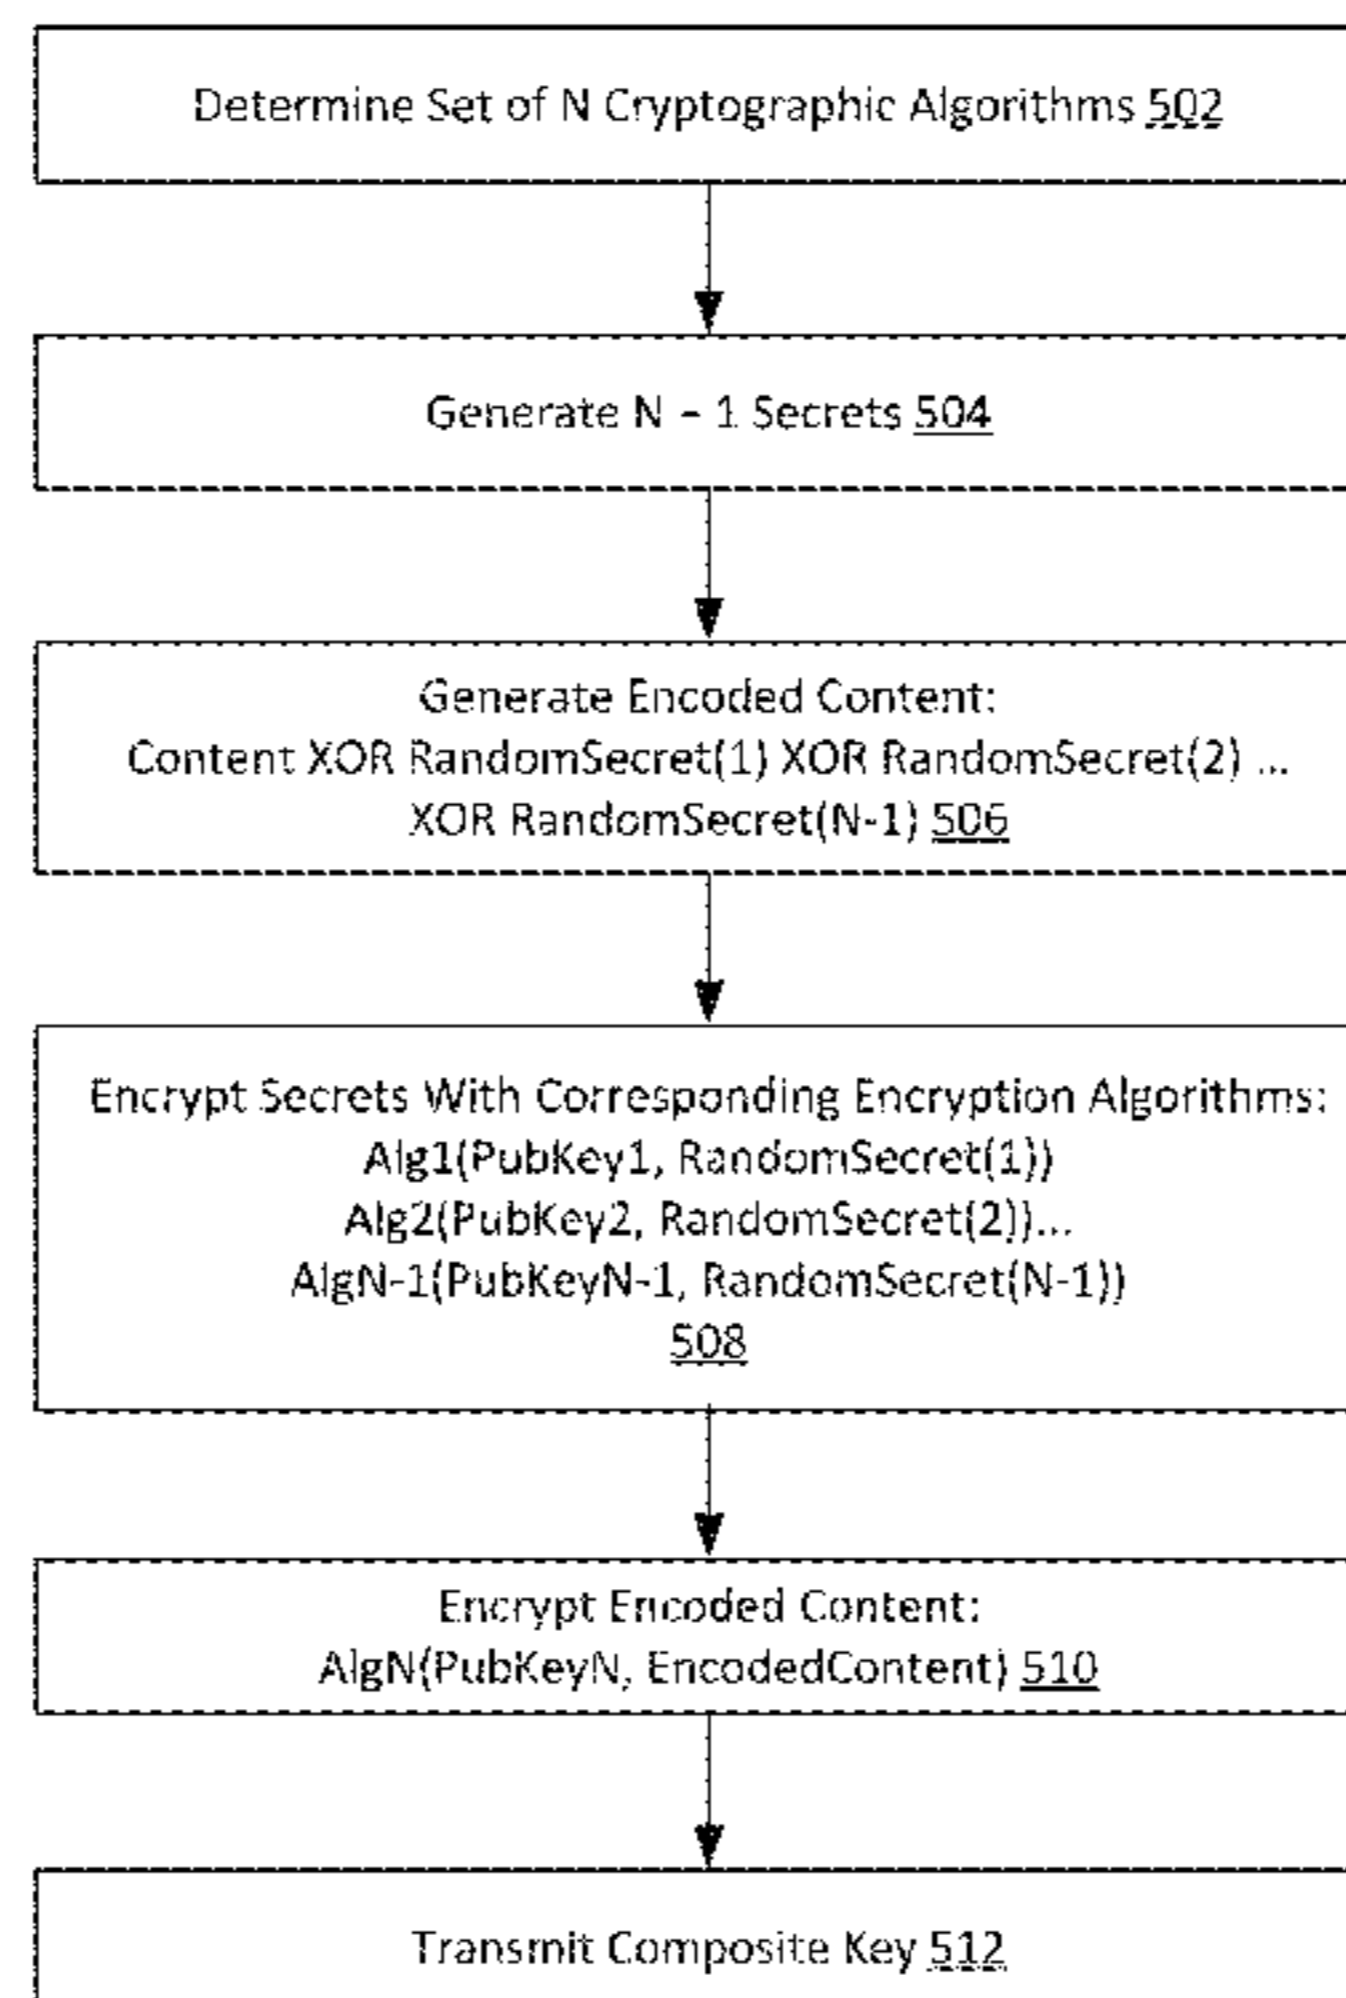 Determine Set of N Cryptographic Algorithms 502
Generate N – 1 Secrets 504
Generate Encoded Content:
Content XOR RandomSecret(1) XOR RandomSecret(2) ...
XOR RandomSecret(N-1) 506
Encrypt Secrets With Corresponding Encryption Algorithms:
Alg1(PubKey1, RandomSecret(1))
Alg2(PubKey2, RandomSecret(2))...
AlgN-1(PubKeyN-1, RandomSecret(N-1))
508
Encrypt Encoded Content:
AlgN(PubKeyN, EncodedContent) 510
Transmit Composite Key 512